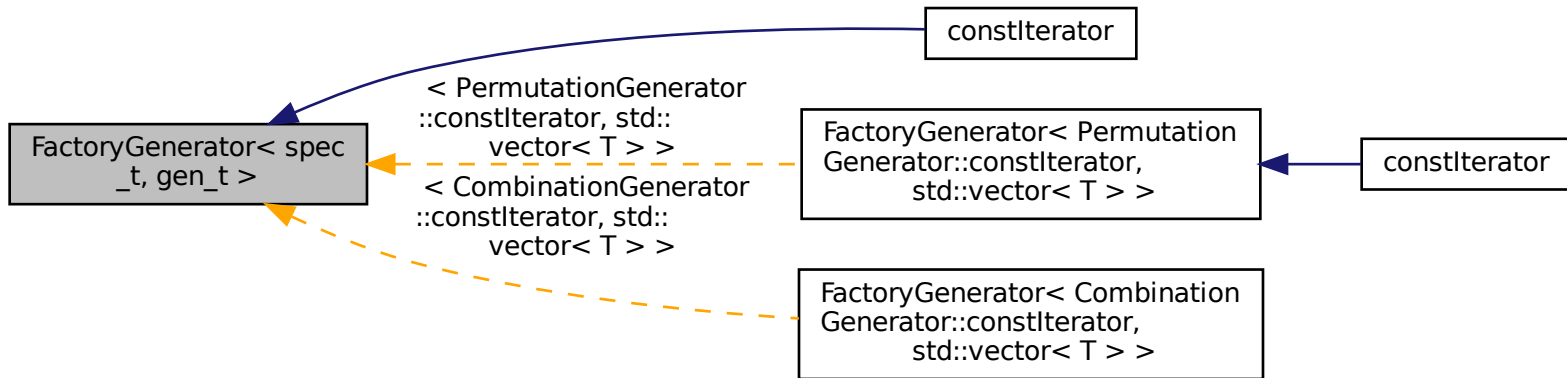 constIterator
< PermutationGenerator
::constIterator, std::
vector< T > >
FactoryGenerator< spec
_t, gen_t >
FactoryGenerator< Permutation
Generator::constIterator,
std::vector< T > >
constIterator
< CombinationGenerator
::constIterator, std::
vector< T > >
FactoryGenerator< Combination
Generator::constIterator,
std::vector< T > >